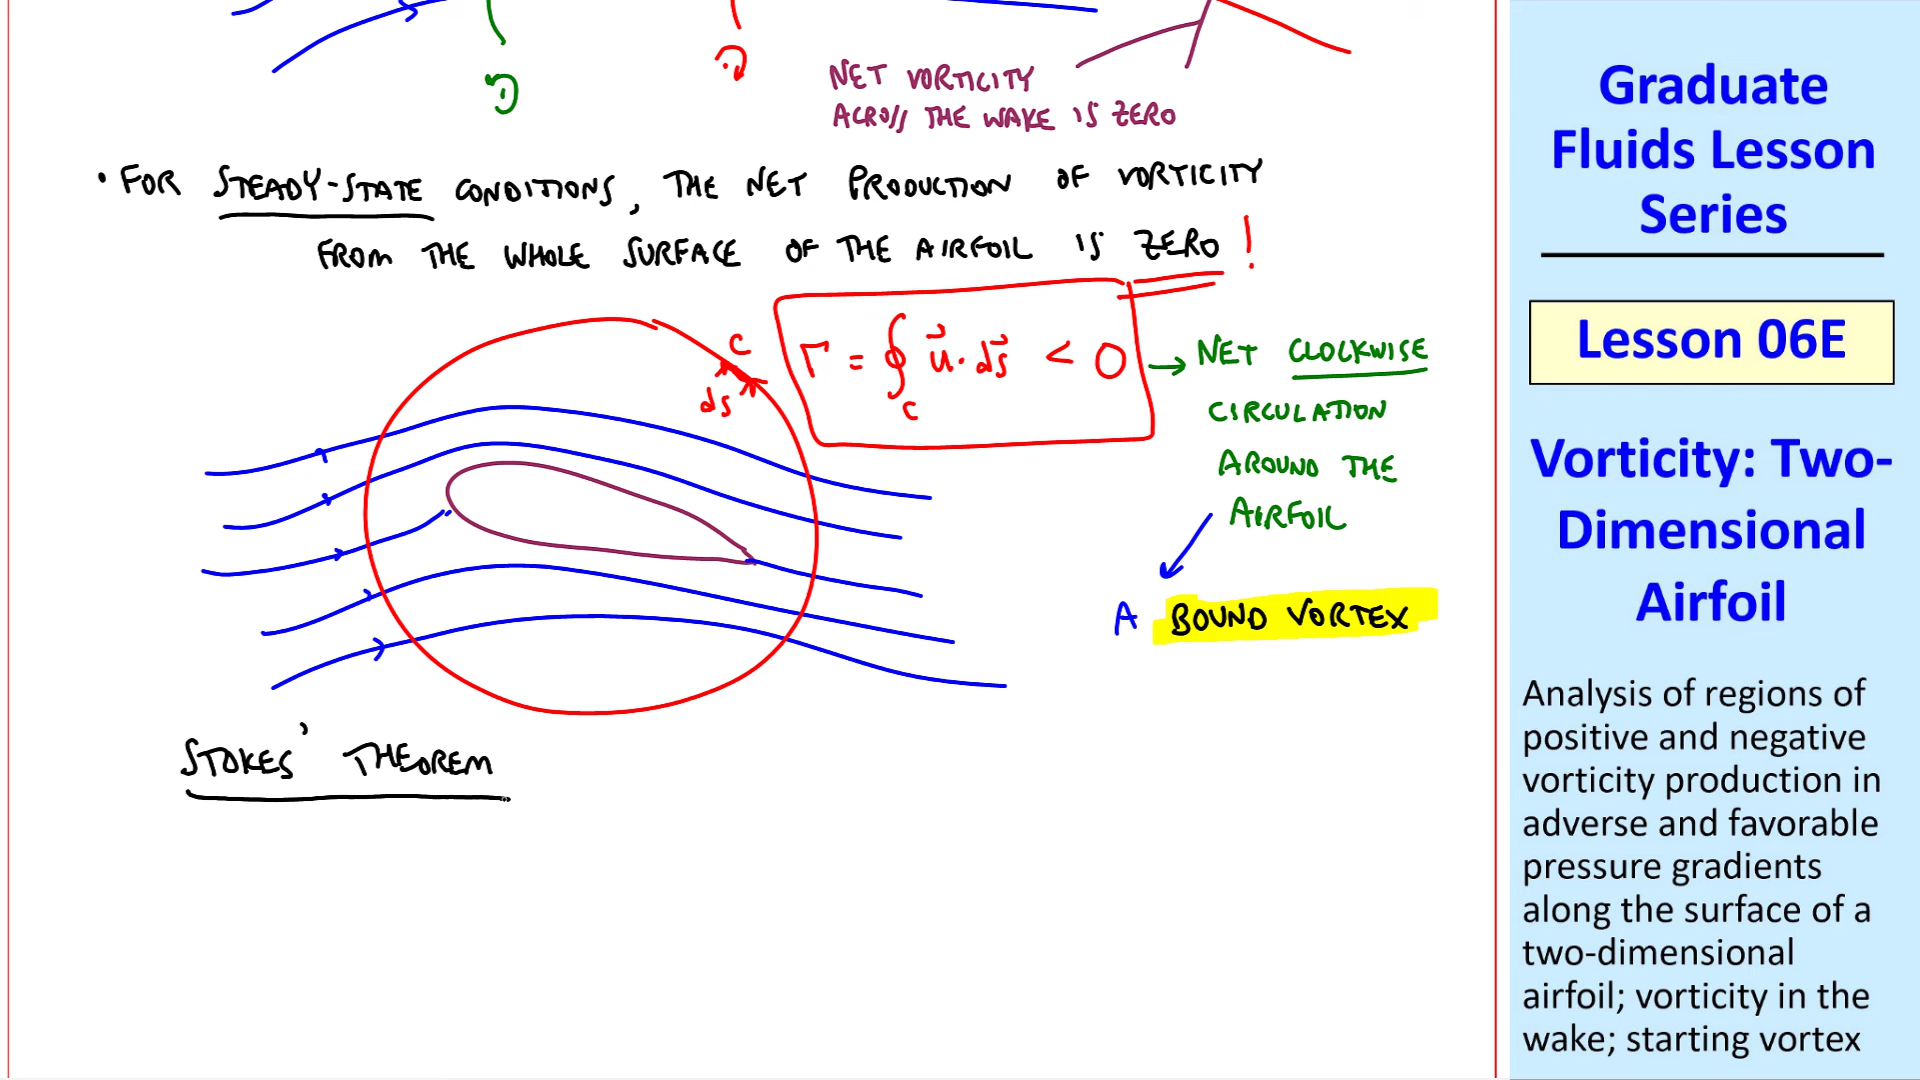 NET VORTICITY
ACROSS THE WAKE IS ZERO
• FOR STEADY-STATE CONDITIONS, THE NET PRODUCTION OF VORTICITY
FROM THE WHOLE SURFACE OF THE AIRFOIL IS ZERO!
C
ds
Γ = ∮ u⃗ · ds⃗ < 0
C
→ NET CLOCKWISE
CIRCULATION
AROUND THE
AIRFOIL
A BOUND VORTEX
STOKES' THEOREM
Graduate
Fluids Lesson
Series
Lesson 06E
Vorticity: Two-
Dimensional
Airfoil
Analysis of regions of
positive and negative
vorticity production in
adverse and favorable
pressure gradients
along the surface of a
two-dimensional
airfoil; vorticity in the
wake; starting vortex